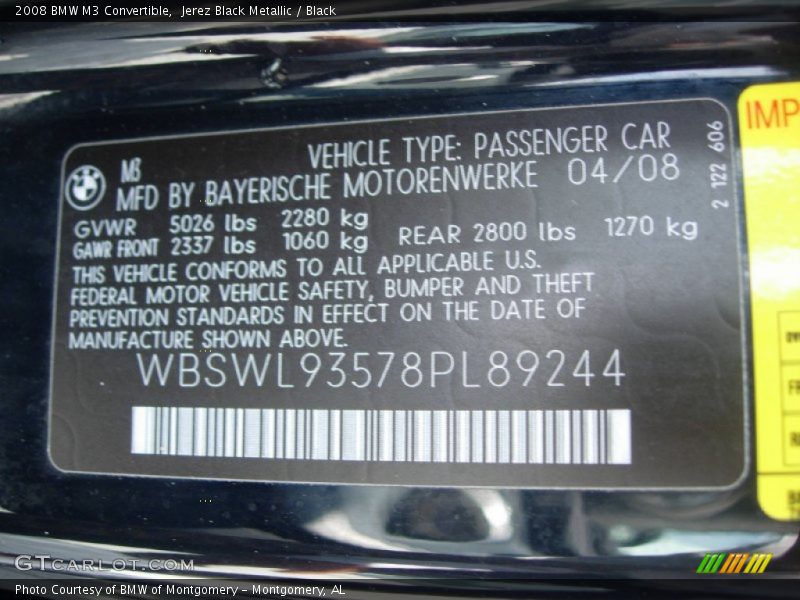 2008 BMW M3 Convertible,  Jerez Black Metallic / Black
IMP
M3 VEHICLE TYPE: PASSENGER CAR
MFD BY BAYERISCHE MOTORENWERKE 04/08
2 122 606
GVWR 5026 lbs 2280 kg
GAWR FRONT 2337 lbs 1060 kg REAR 2800 lbs 1270 kg
THIS VEHICLE CONFORMS TO ALL APPLICABLE U.S.
FEDERAL MOTOR VEHICLE SAFETY, BUMPER AND THEFT
PREVENTION STANDARDS IN EFFECT ON THE DATE OF
MANUFACTURE SHOWN ABOVE.
WBSWL93578PL89244
GTCARLOT.COM
Photo Courtesy of BMW of Montgomery - Montgomery, AL